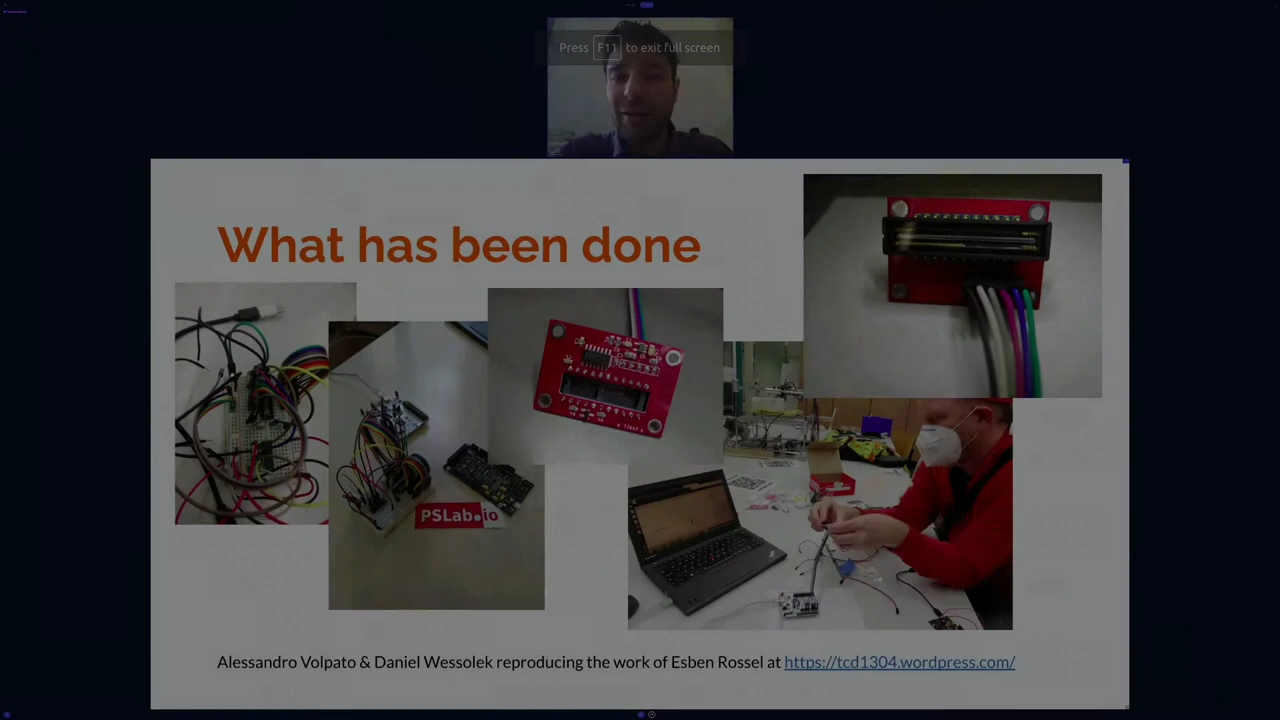 Press F11 to exit full screen
What has been done
PSLab.io
Alessandro Volpato & Daniel Wessolek reproducing the work of Esben Rossel at https://tcd1304.wordpress.com/